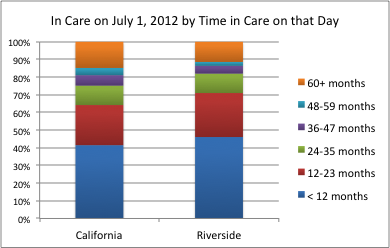 In Care on July 1, 2012 by Time in Care on that Day
100%
90%
80%
70%
60%
50%
40%
30%
20%
10%
0%
California
Riverside
60+ months
48-59 months
36-47 months
24-35 months
12-23 months
< 12 months